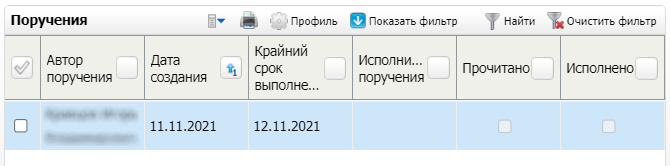 Поручения Профиль Показать фильтр Найти Очистить фильтр
Автор поручения
Дата создания
1
Крайний срок выполне...
Исполни... поручения
Прочитано
Исполнено
11.11.2021 12.11.2021